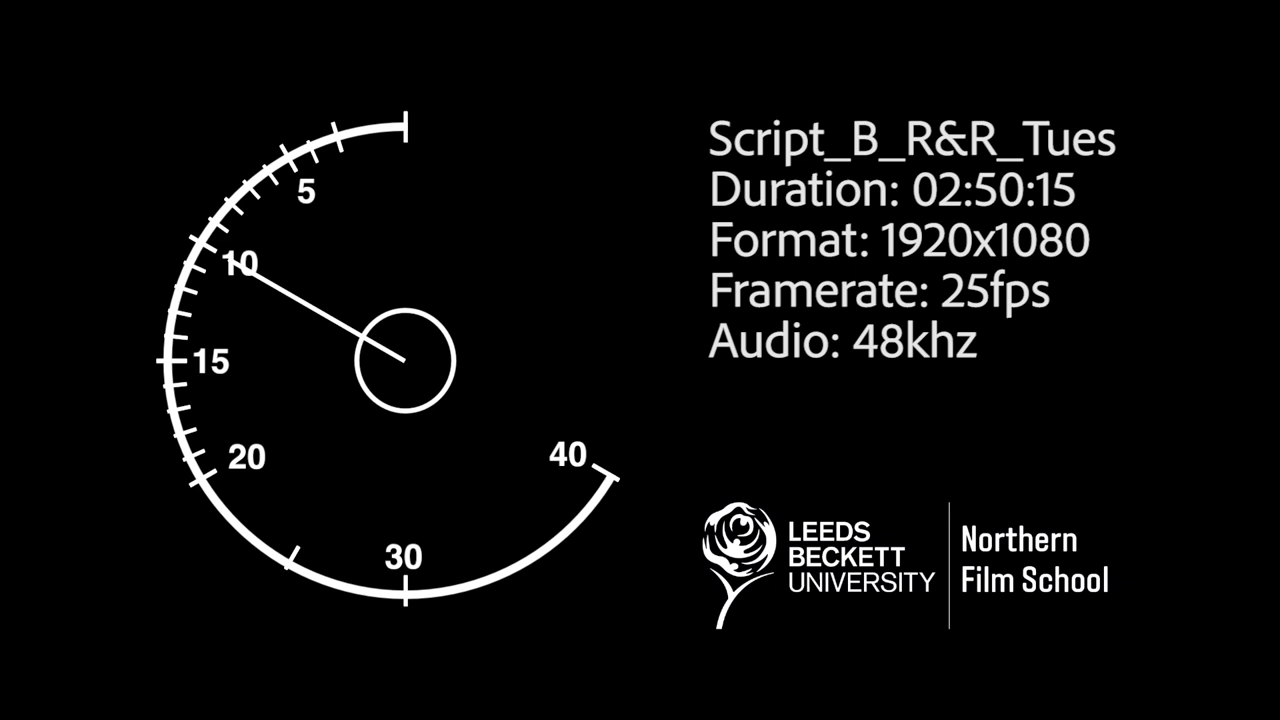 Script_B_R&R_Tues
Duration: 02:50:15
Format: 1920x1080
Framerate: 25fps
Audio: 48khz
5
10
15
20
30
40
LEEDS
BECKETT
UNIVERSITY
Northern
Film School